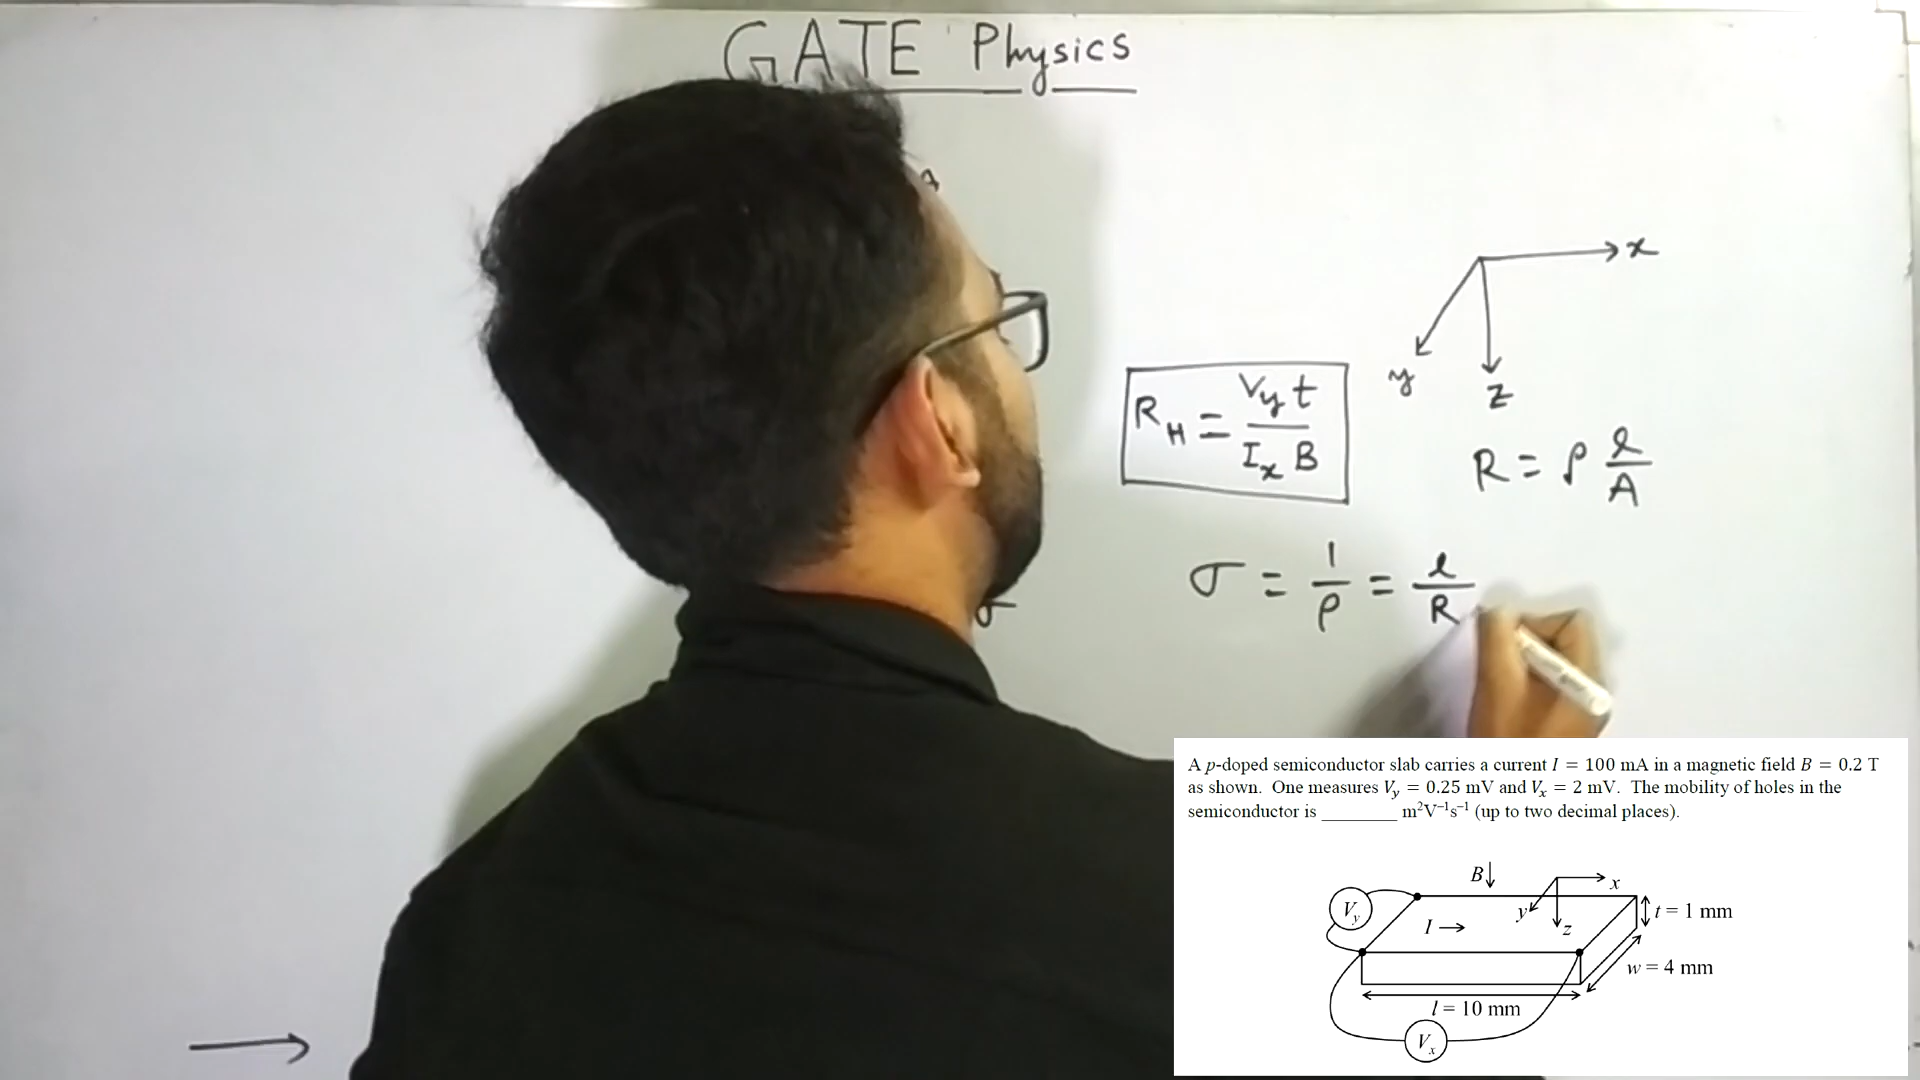 GATE Physics
x
y
z
R_H = V_y t / I_x B
R = ρ l / A
σ = 1 / ρ = l / R
σ
A p-doped semiconductor slab carries a current I = 100 mA in a magnetic field B = 0.2 T
as shown. One measures V_y = 0.25 mV and V_x = 2 mV. The mobility of holes in the
semiconductor is ________ m²V⁻¹s⁻¹ (up to two decimal places).
B↓
x
V_y
y
t = 1 mm
I →
z
w = 4 mm
l = 10 mm
V_x